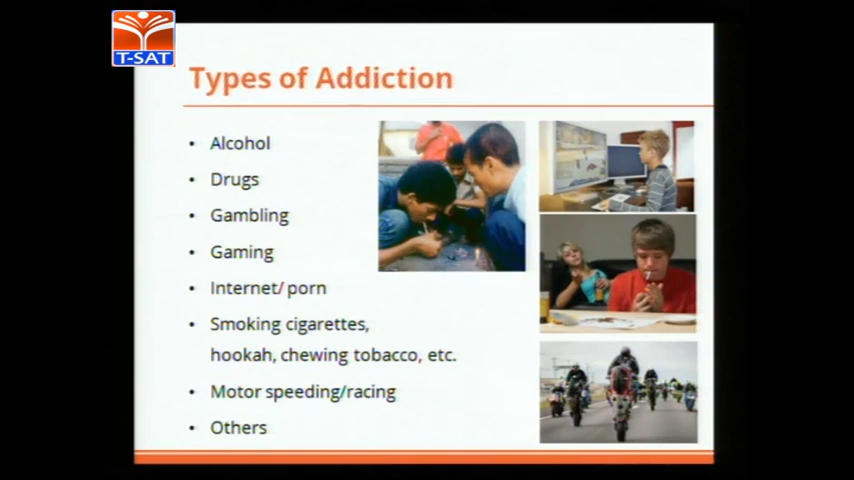 T-SAT
Types of Addiction
• Alcohol
• Drugs
• Gambling
• Gaming
• Internet/ porn
• Smoking cigarettes,
hookah, chewing tobacco, etc.
• Motor speeding/racing
• Others